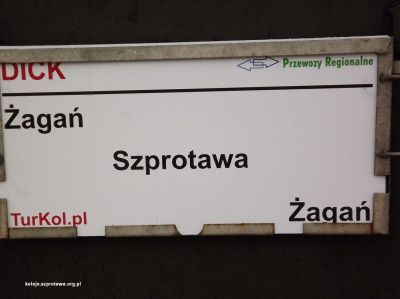 DICK
Przewozy Regionalne
Żagań
Szprotawa
Żagań
TurKol.pl
koleje.szprotawa.org.pl